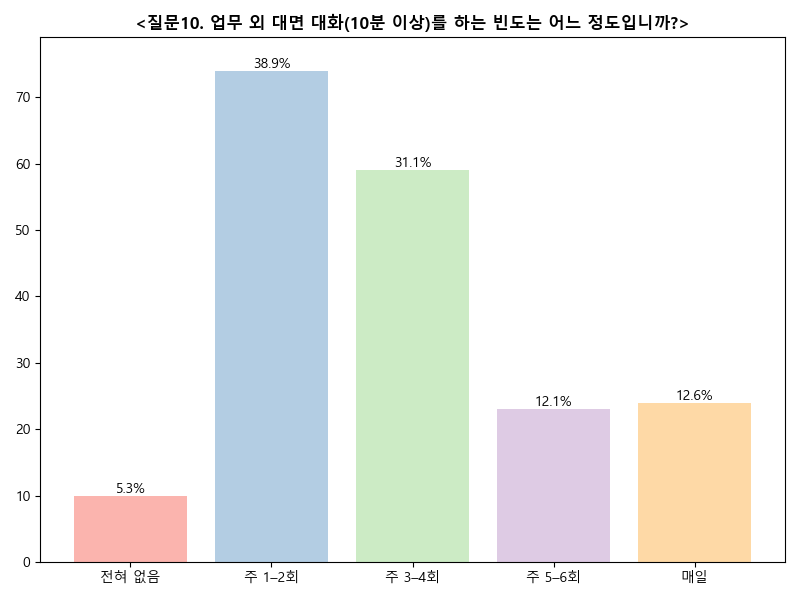 <질문10. 업무 외 대면 대화(10분 이상)를 하는 빈도는 어느 정도입니까?>
70
60
50
40
30
20
10
0
38.9%
31.1%
12.6%
12.1%
5.3%
전혀 없음
주 1–2회
주 3–4회
주 5–6회
매일